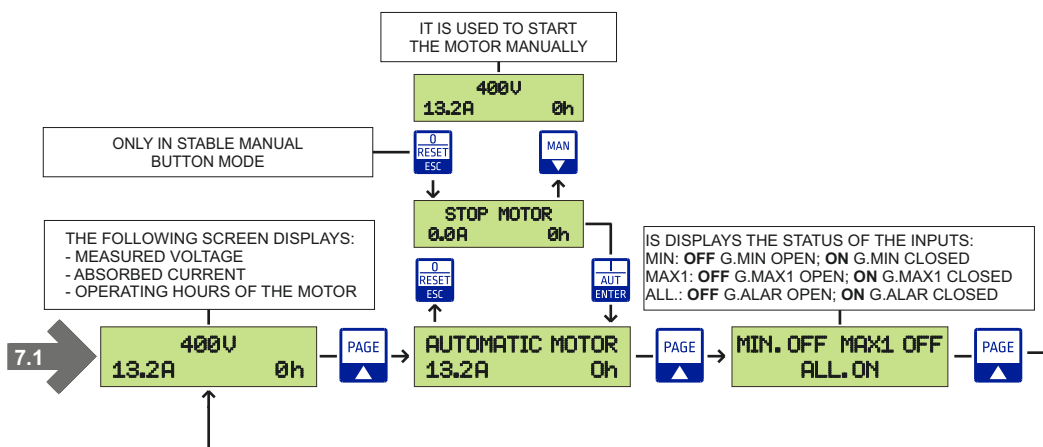 IT IS USED TO START
THE MOTOR MANUALLY
400V
13.2A 0h
ONLY IN STABLE MANUAL
BUTTON MODE
0
RESET
ESC
MAN
STOP MOTOR
0.0A 0h
THE FOLLOWING SCREEN DISPLAYS:
- MEASURED VOLTAGE
- ABSORBED CURRENT
- OPERATING HOURS OF THE MOTOR
0
RESET
ESC
I
AUT
ENTER
IS DISPLAYS THE STATUS OF THE INPUTS:
MIN: OFF G.MIN OPEN; ON G.MIN CLOSED
MAX1: OFF G.MAX1 OPEN; ON G.MAX1 CLOSED
ALL.: OFF G.ALAR OPEN; ON G.ALAR CLOSED
7.1
400V
13.2A 0h
PAGE
AUTOMATIC MOTOR
13.2A Oh
PAGE
MIN. OFF MAX1 OFF
ALL. ON
PAGE